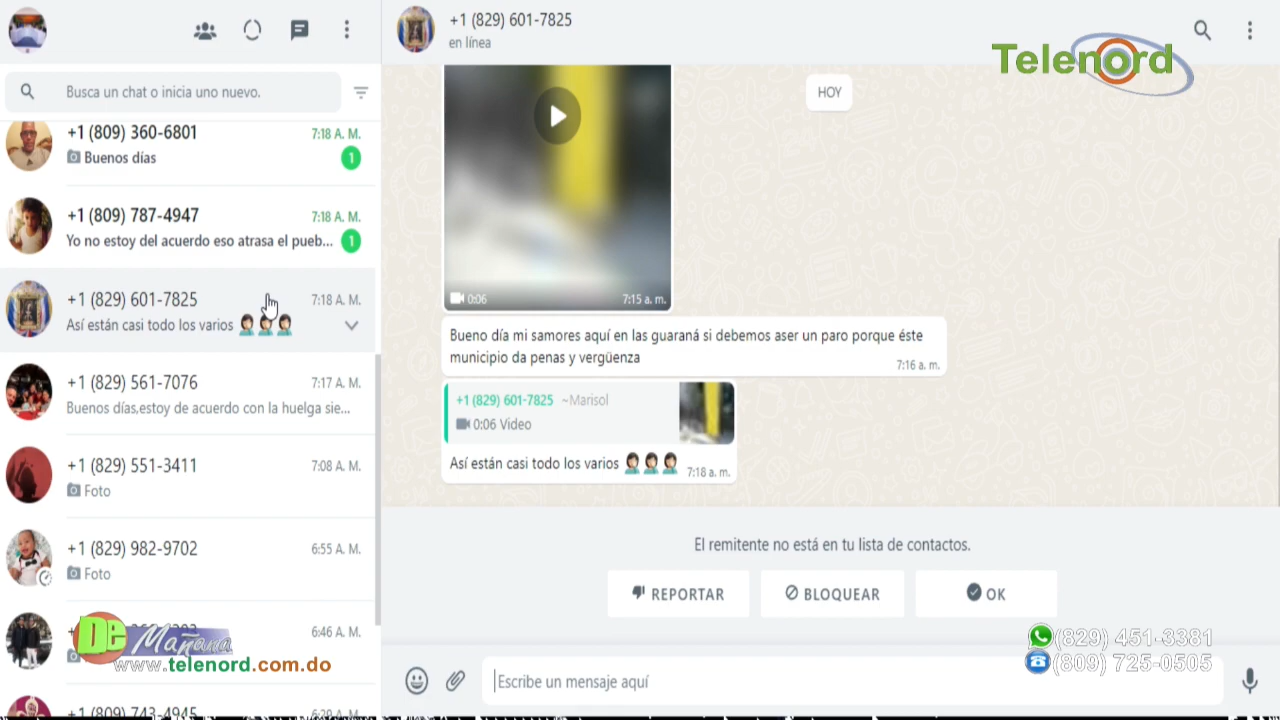 +1 (829) 601-7825
en línea
Telenord
Busca un chat o inicia uno nuevo.
+1 (809) 360-6801
7:18 A. M.
Buenos días
1
+1 (809) 787-4947
7:18 A. M.
Yo no estoy del acuerdo eso atrasa el pueb...
1
+1 (829) 601-7825
7:18 A. M.
Así están casi todo los varios
+1 (829) 561-7076
7:17 A. M.
Buenos días,estoy de acuerdo con la huelga sie...
+1 (829) 551-3411
7:08 A. M.
Foto
+1 (829) 982-9702
6:55 A. M.
Foto
6:46 A. M.
De Mañana
www.telenord.com.do
+1 (809) 743-4945
6:29 A. M.
HOY
0:06
7:15 a. m.
Bueno día mi samores aquí en las guaraná si debemos aser un paro porque éste
municipio da penas y vergüenza
7:16 a. m.
+1 (829) 601-7825 ~Marisol
0:06 Video
Así están casi todo los varios
7:18 a. m.
El remitente no está en tu lista de contactos.
REPORTAR
BLOQUEAR
OK
(829) 451-3381
(809) 725-0505
Escribe un mensaje aquí